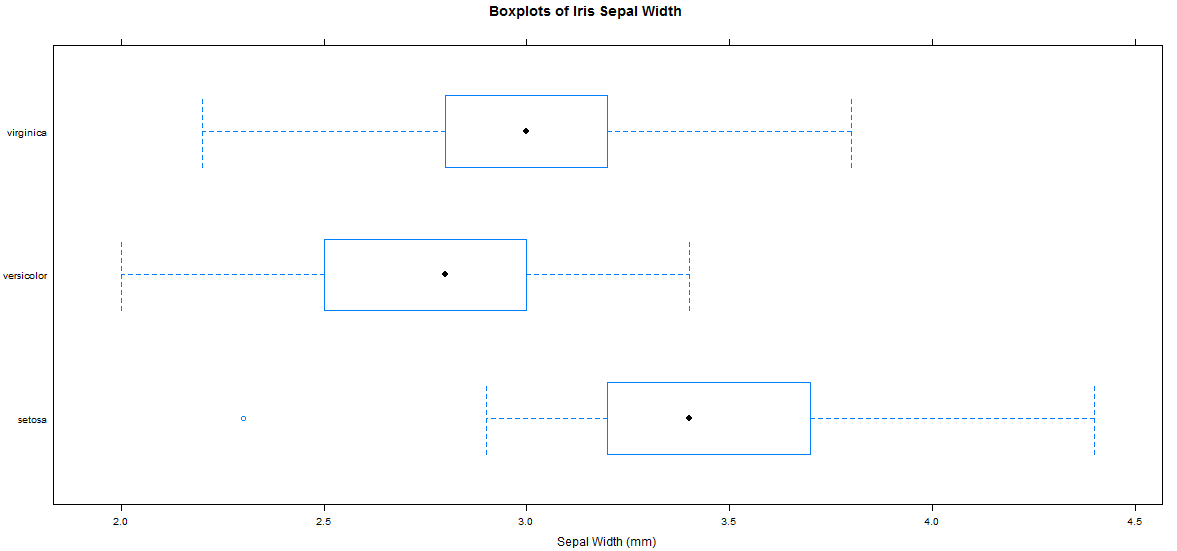 Boxplots of Iris Sepal Width
virginica
versicolor
setosa
2.0 2.5 3.0 3.5 4.0 4.5
Sepal Width (mm)